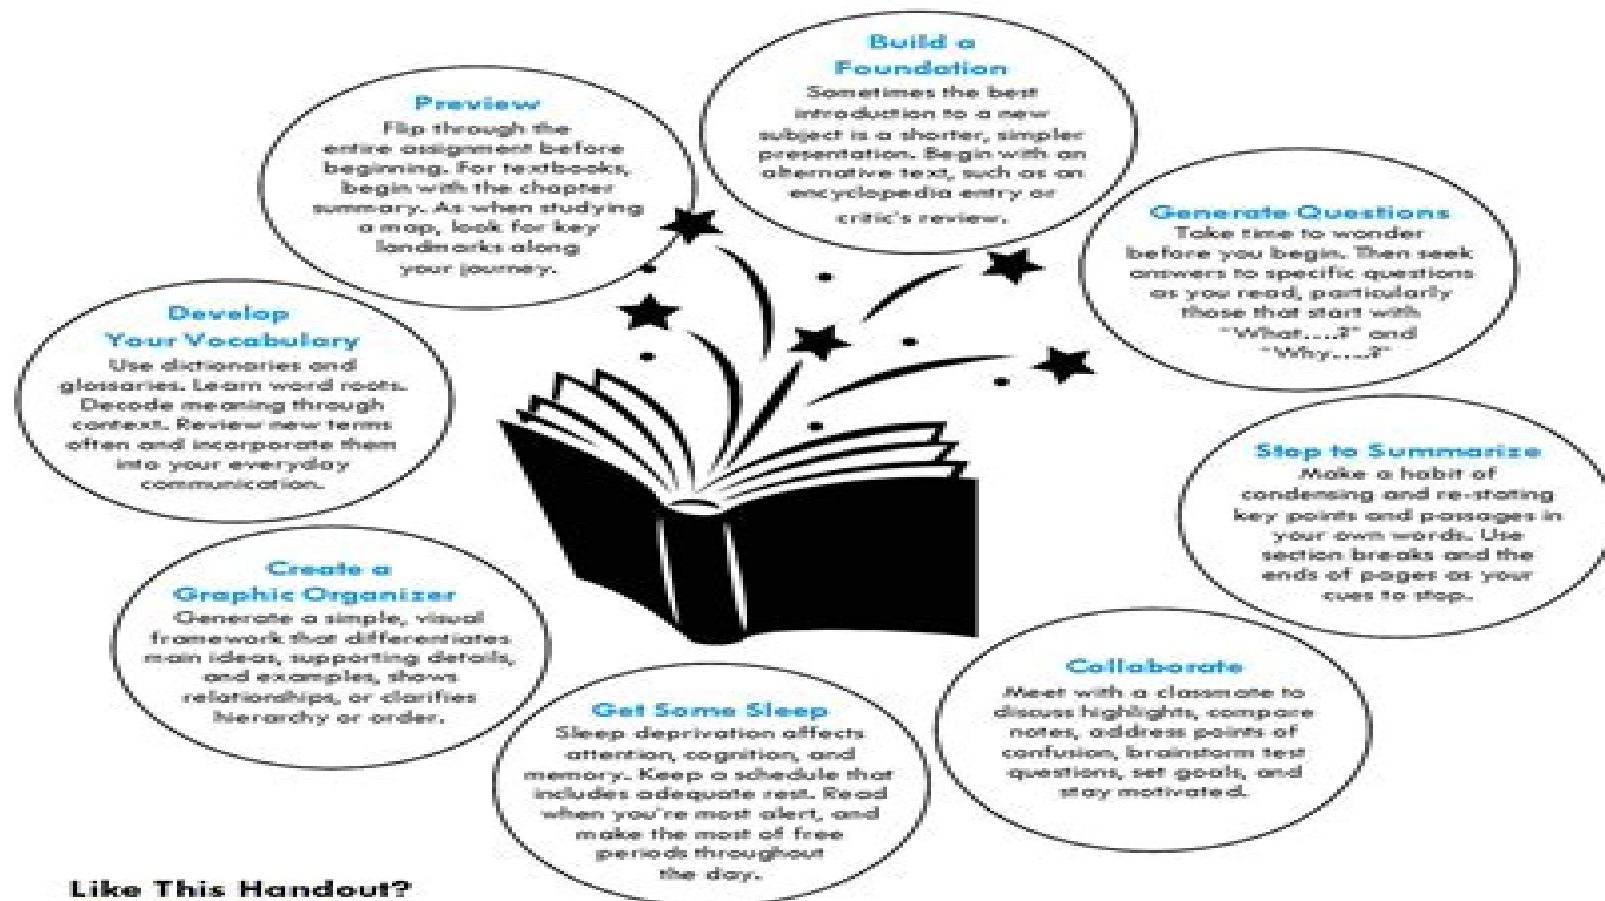 Build a
Foundation
Sometimes the best
introduction to a new
subject is a shorter, simpler
presentation. Begin with an
alternative text, such as an
encyclopedia entry or
critic's review.
Generate Questions
Take time to wonder
before you begin. Then seek
answers to specific questions
as you read, particularly
those that start with
"What....?" and
"Why....?"
Stop to Summarize
Make a habit of
condensing and re-stating
key points and passages in
your own words. Use
section breaks and the
ends of pages as your
cues to stop.
Collaborate
Meet with a classmate to
discuss highlights, compare
notes, address points of
confusion, brainstorm test
questions, set goals, and
stay motivated.
Get Some Sleep
Sleep deprivation affects
attention, cognition, and
memory. Keep a schedule that
includes adequate rest. Read
when you're most alert, and
make the most of free
periods throughout
the day.
Create a
Graphic Organizer
Generate a simple, visual
framework that differentiates
main ideas, supporting details,
and examples, shows
relationships, or clarifies
hierarchy or order.
Develop
Your Vocabulary
Use dictionaries and
glossaries. Learn word roots.
Decode meaning through
context. Review new terms
often and incorporate them
into your everyday
communication.
Preview
Flip through the
entire assignment before
beginning. For textbooks,
begin with the chapter
summary. As when studying
a map, look for key
landmarks along
your journey.
Like This Handout?